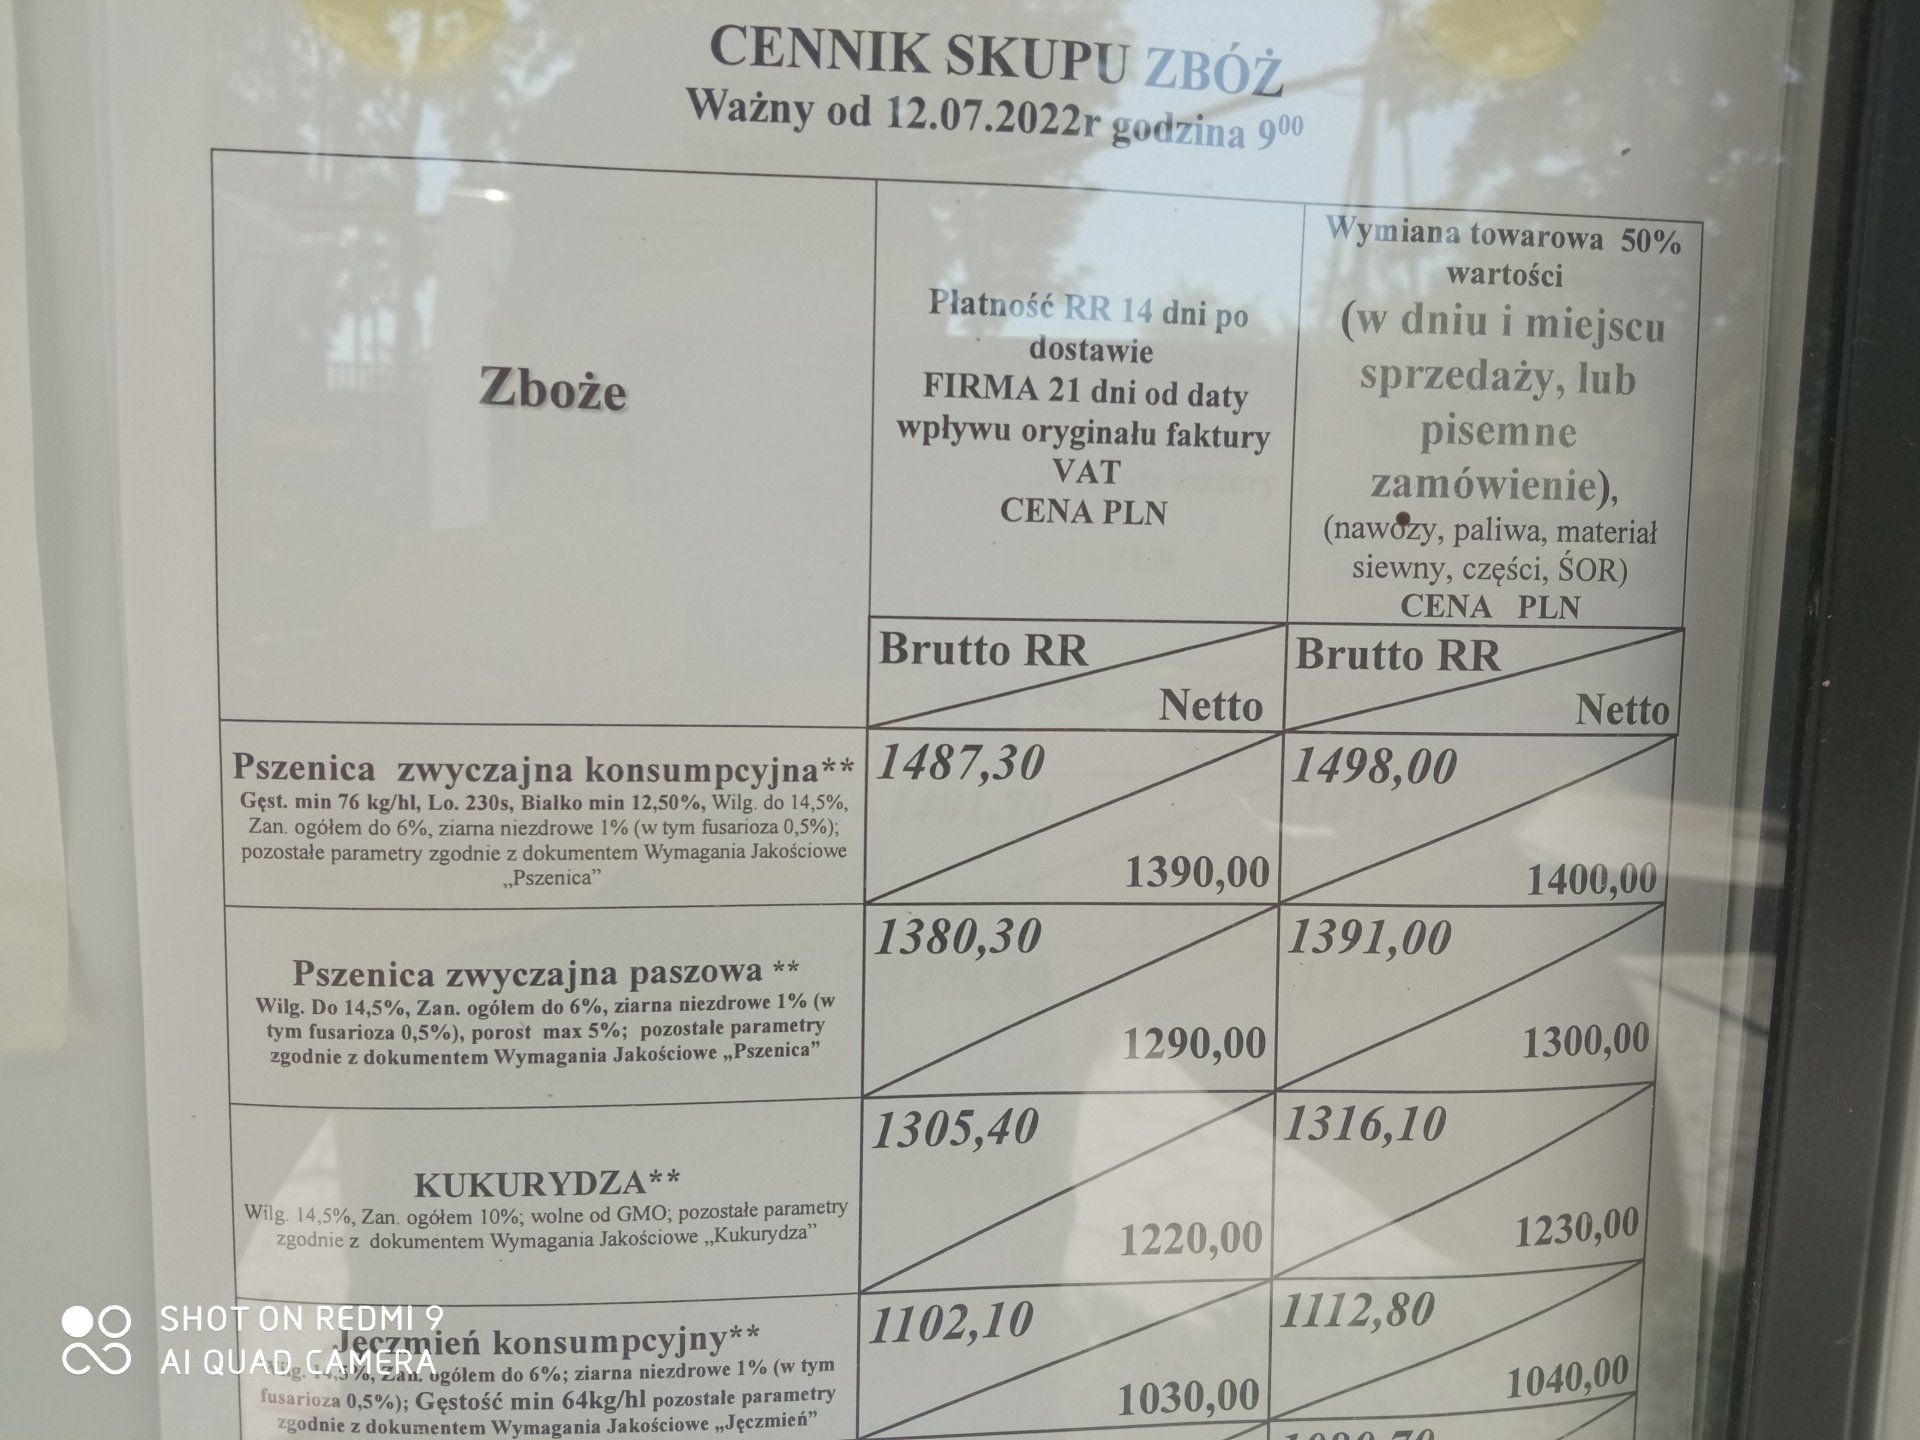 CENNIK SKUPU ZBÓŻ
Ważny od 12.07.2022r godzina 9⁰⁰
Zboże
Płatność RR 14 dni po
dostawie
FIRMA 21 dni od daty
wpływu oryginału faktury
VAT
CENA PLN
Wymiana towarowa 50%
wartości
(w dniu i miejscu
sprzedaży, lub
pisemne
zamówienie),
(nawozy, paliwa, materiał
siewny, części, ŚOR)
CENA PLN
Brutto RR
Netto
Brutto RR
Netto
Pszenica zwyczajna konsumpcyjna**
Gęst. min 76 kg/hl, Lo. 230s, Białko min 12,50%, Wilg. do 14,5%,
Zan. ogółem do 6%, ziarna niezdrowe 1% (w tym fusarioza 0,5%);
pozostałe parametry zgodnie z dokumentem Wymagania Jakościowe
„Pszenica”
1487,30
1390,00
1498,00
1400,00
Pszenica zwyczajna paszowa **
Wilg. Do 14,5%, Zan. ogółem do 6%, ziarna niezdrowe 1% (w
tym fusarioza 0,5%), porost max 5%; pozostałe parametry
zgodnie z dokumentem Wymagania Jakościowe „Pszenica”
1380,30
1290,00
1391,00
1300,00
KUKURYDZA**
Wilg. 14,5%, Zan. ogółem 10%; wolne od GMO; pozostałe parametry
zgodnie z dokumentem Wymagania Jakościowe „Kukurydza”
1305,40
1220,00
1316,10
1230,00
Jęczmień konsumpcyjny**
Wilg. 14,5%, Zan. ogółem do 6%; ziarna niezdrowe 1% (w tym
fusarioza 0,5%); Gęstość min 64kg/hl pozostałe parametry
zgodnie z dokumentem Wymagania Jakościowe „Jęczmień”
1102,10
1030,00
1112,80
1040,00
SHOT ON REDMI 9
AI QUAD CAMERA